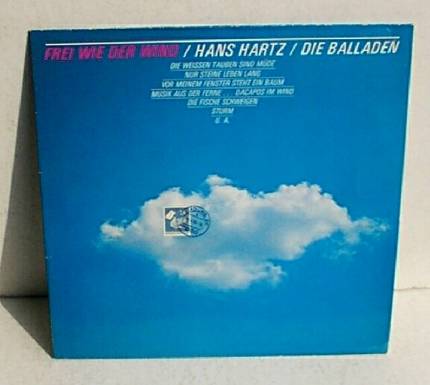 FREI WIE DER WIND / HANS HARTZ / DIE BALLADEN
DIE WEISSEN TAUBEN SIND MÜDE
NUR STEINE LEBEN LANG
VOR MEINEM FENSTER STEHT EIN BAUM
MUSIK AUS DER FERNE DACAPOS IM WIND
DIE FISCHE SCHWEIGEN
STURM
U. A.